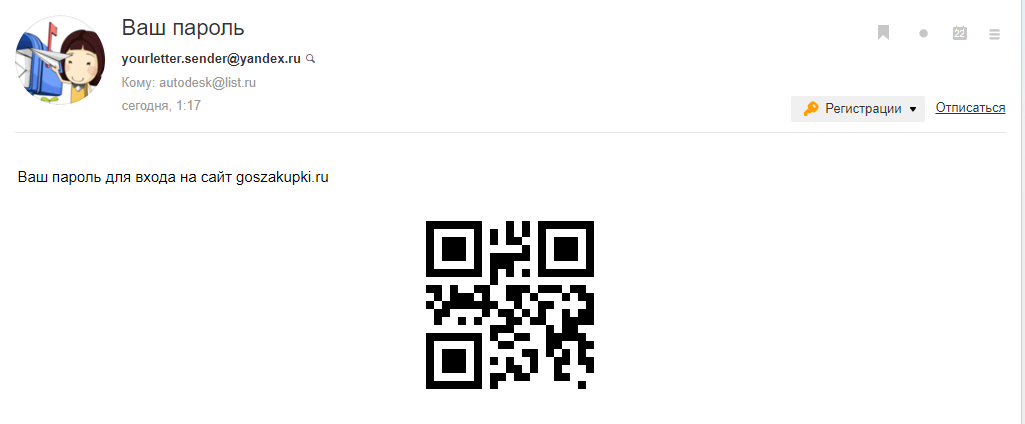 Ваш пароль
yourletter.sender@yandex.ru
Кому: autodesk@list.ru
сегодня, 1:17
22
Регистрации
Отписаться
Ваш пароль для входа на сайт goszakupki.ru